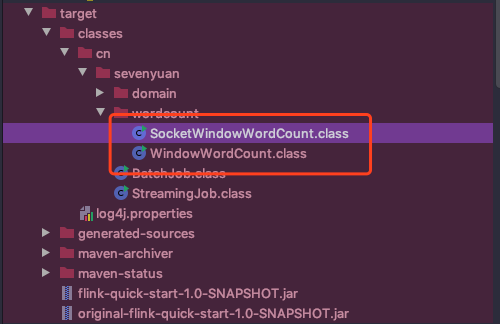 target
classes
cn
sevenyuan
domain
wordcount
SocketWindowWordCount.class
WindowWordCount.class
BatchJob.class
StreamingJob.class
log4j.properties
generated-sources
maven-archiver
maven-status
flink-quick-start-1.0-SNAPSHOT.jar
original-flink-quick-start-1.0-SNAPSHOT.jar